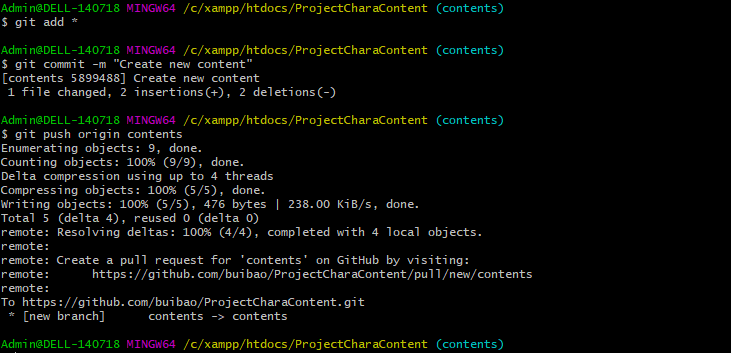 Admin@DELL-140718 MINGW64 /c/xampp/htdocs/ProjectCharaContent (contents)
$ git add *
Admin@DELL-140718 MINGW64 /c/xampp/htdocs/ProjectCharaContent (contents)
$ git commit -m "Create new content"
[contents 5899488] Create new content
 1 file changed, 2 insertions(+), 2 deletions(-)
Admin@DELL-140718 MINGW64 /c/xampp/htdocs/ProjectCharaContent (contents)
$ git push origin contents
Enumerating objects: 9, done.
Counting objects: 100% (9/9), done.
Delta compression using up to 4 threads
Compressing objects: 100% (5/5), done.
Writing objects: 100% (5/5), 476 bytes | 238.00 KiB/s, done.
Total 5 (delta 4), reused 0 (delta 0)
remote: Resolving deltas: 100% (4/4), completed with 4 local objects.
remote:
remote: Create a pull request for 'contents' on GitHub by visiting:
remote:      https://github.com/buibao/ProjectCharaContent/pull/new/contents
remote:
To https://github.com/buibao/ProjectCharaContent.git
 * [new branch]      contents -> contents
Admin@DELL-140718 MINGW64 /c/xampp/htdocs/ProjectCharaContent (contents)